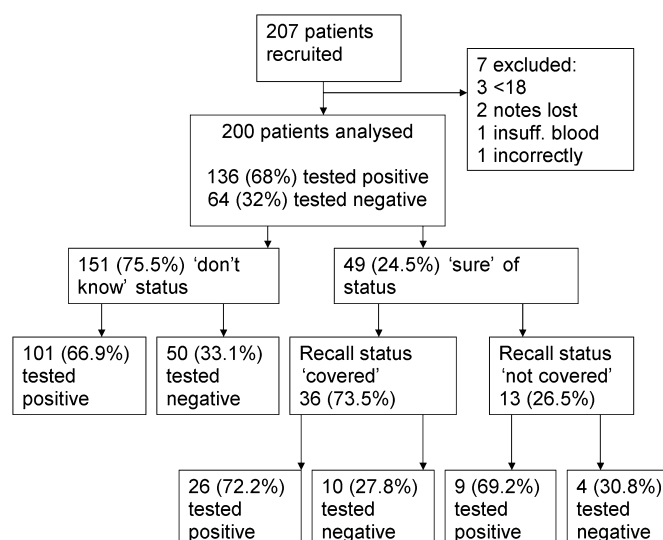 207 patients
recruited
7 excluded:
3 <18
2 notes lost
1 insuff. blood
1 incorrectly
200 patients analysed
136 (68%) tested positive
64 (32%) tested negative
151 (75.5%) ‘don’t
know’ status
49 (24.5%) ‘sure’ of
status
101 (66.9%)
tested
positive
50 (33.1%)
tested
negative
Recall status
‘covered’
36 (73.5%)
Recall status
‘not covered’
13 (26.5%)
26 (72.2%)
tested
positive
10 (27.8%)
tested
negative
9 (69.2%)
tested
positive
4 (30.8%)
tested
negative